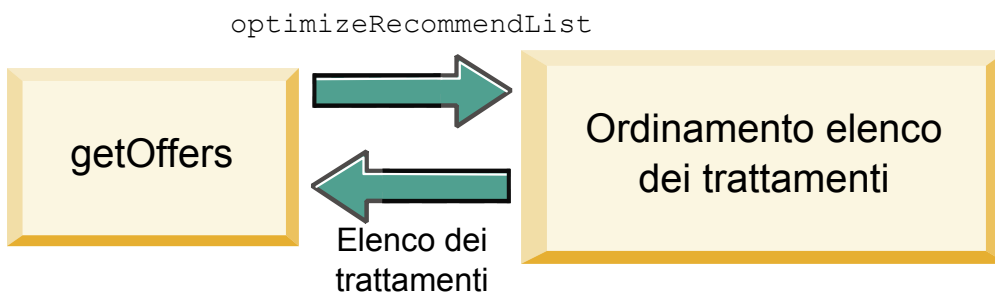 optimizeRecommendList
getOffers
Ordinamento elenco
dei trattamenti
Elenco dei
trattamenti